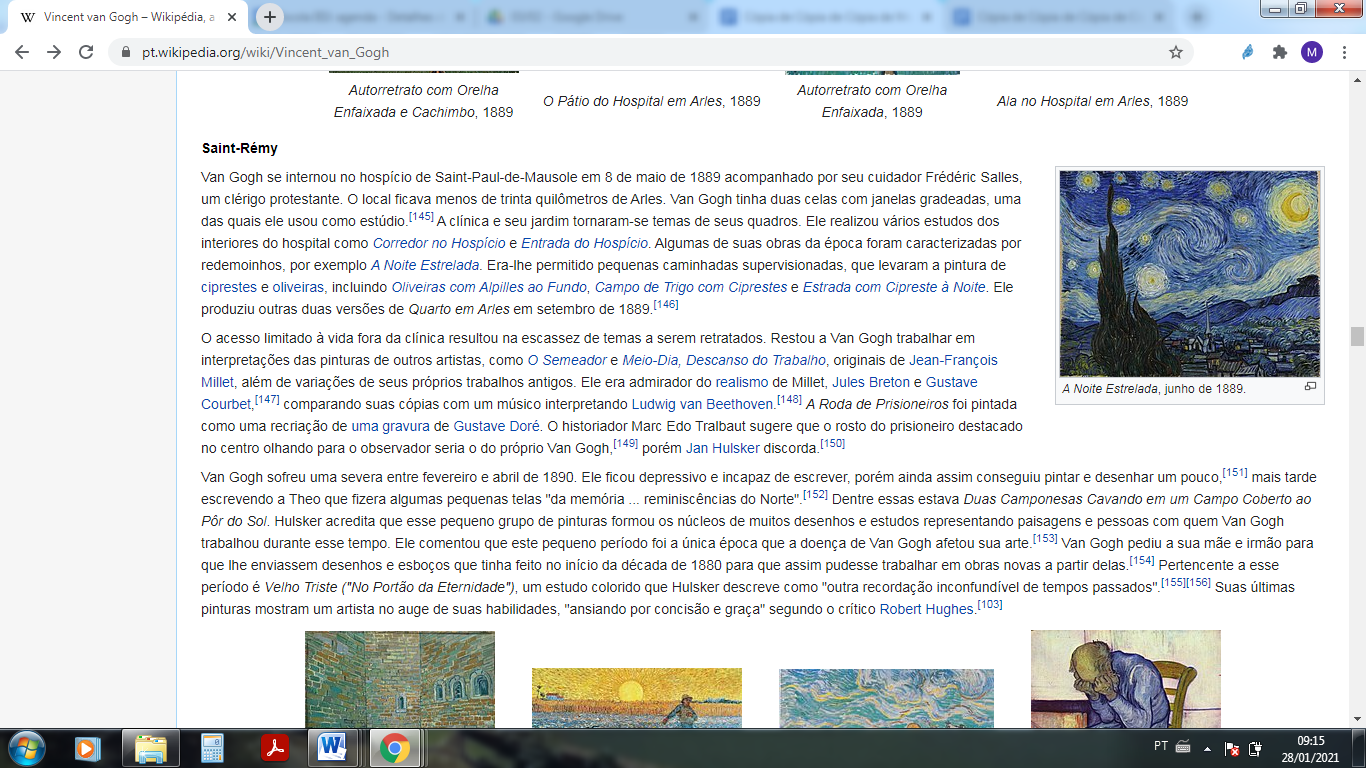 Vincent van Gogh – Wikipédia, a
pt.wikipedia.org/wiki/Vincent_van_Gogh
M
Autorretrato com Orelha
Enfaixada e Cachimbo, 1889
O Pátio do Hospital em Arles, 1889
Autorretrato com Orelha
Enfaixada, 1889
Ala no Hospital em Arles, 1889
Saint-Rémy
Van Gogh se internou no hospício de Saint-Paul-de-Mausole em 8 de maio de 1889 acompanhado por seu cuidador Frédéric Salles,
um clérigo protestante. O local ficava menos de trinta quilômetros de Arles. Van Gogh tinha duas celas com janelas gradeadas, uma
das quais ele usou como estúdio.[145] A clínica e seu jardim tornaram-se temas de seus quadros. Ele realizou vários estudos dos
interiores do hospital como Corredor no Hospício e Entrada do Hospício. Algumas de suas obras da época foram caracterizadas por
redemoinhos, por exemplo A Noite Estrelada. Era-lhe permitido pequenas caminhadas supervisionadas, que levaram a pintura de
ciprestes e oliveiras, incluindo Oliveiras com Alpilles ao Fundo, Campo de Trigo com Ciprestes e Estrada com Cipreste à Noite. Ele
produziu outras duas versões de Quarto em Arles em setembro de 1889.[146]
A Noite Estrelada, junho de 1889.
O acesso limitado à vida fora da clínica resultou na escassez de temas a serem retratados. Restou a Van Gogh trabalhar em
interpretações das pinturas de outros artistas, como O Semeador e Meio-Dia, Descanso do Trabalho, originais de Jean-François
Millet, além de variações de seus próprios trabalhos antigos. Ele era admirador do realismo de Millet, Jules Breton e Gustave
Courbet,[147] comparando suas cópias com um músico interpretando Ludwig van Beethoven.[148] A Roda de Prisioneiros foi pintada
como uma recriação de uma gravura de Gustave Doré. O historiador Marc Edo Tralbaut sugere que o rosto do prisioneiro destacado
no centro olhando para o observador seria o do próprio Van Gogh,[149] porém Jan Hulsker discorda.[150]
Van Gogh sofreu uma severa entre fevereiro e abril de 1890. Ele ficou depressivo e incapaz de escrever, porém ainda assim conseguiu pintar e desenhar um pouco,[151] mais tarde
escrevendo a Theo que fizera algumas pequenas telas "da memória ... reminiscências do Norte".[152] Dentre essas estava Duas Camponesas Cavando em um Campo Coberto ao
Pôr do Sol. Hulsker acredita que esse pequeno grupo de pinturas formou os núcleos de muitos desenhos e estudos representando paisagens e pessoas com quem Van Gogh
trabalhou durante esse tempo. Ele comentou que este pequeno período foi a única época que a doença de Van Gogh afetou sua arte.[153] Van Gogh pediu a sua mãe e irmão para
que lhe enviassem desenhos e esboços que tinha feito no início da década de 1880 para que assim pudesse trabalhar em obras novas a partir delas.[154] Pertencente a esse
período é Velho Triste ("No Portão da Eternidade"), um estudo colorido que Hulsker descreve como "outra recordação inconfundível de tempos passados".[155][156] Suas últimas
pinturas mostram um artista no auge de suas habilidades, "ansiando por concisão e graça" segundo o crítico Robert Hughes.[103]
PT
09:15
28/01/2021